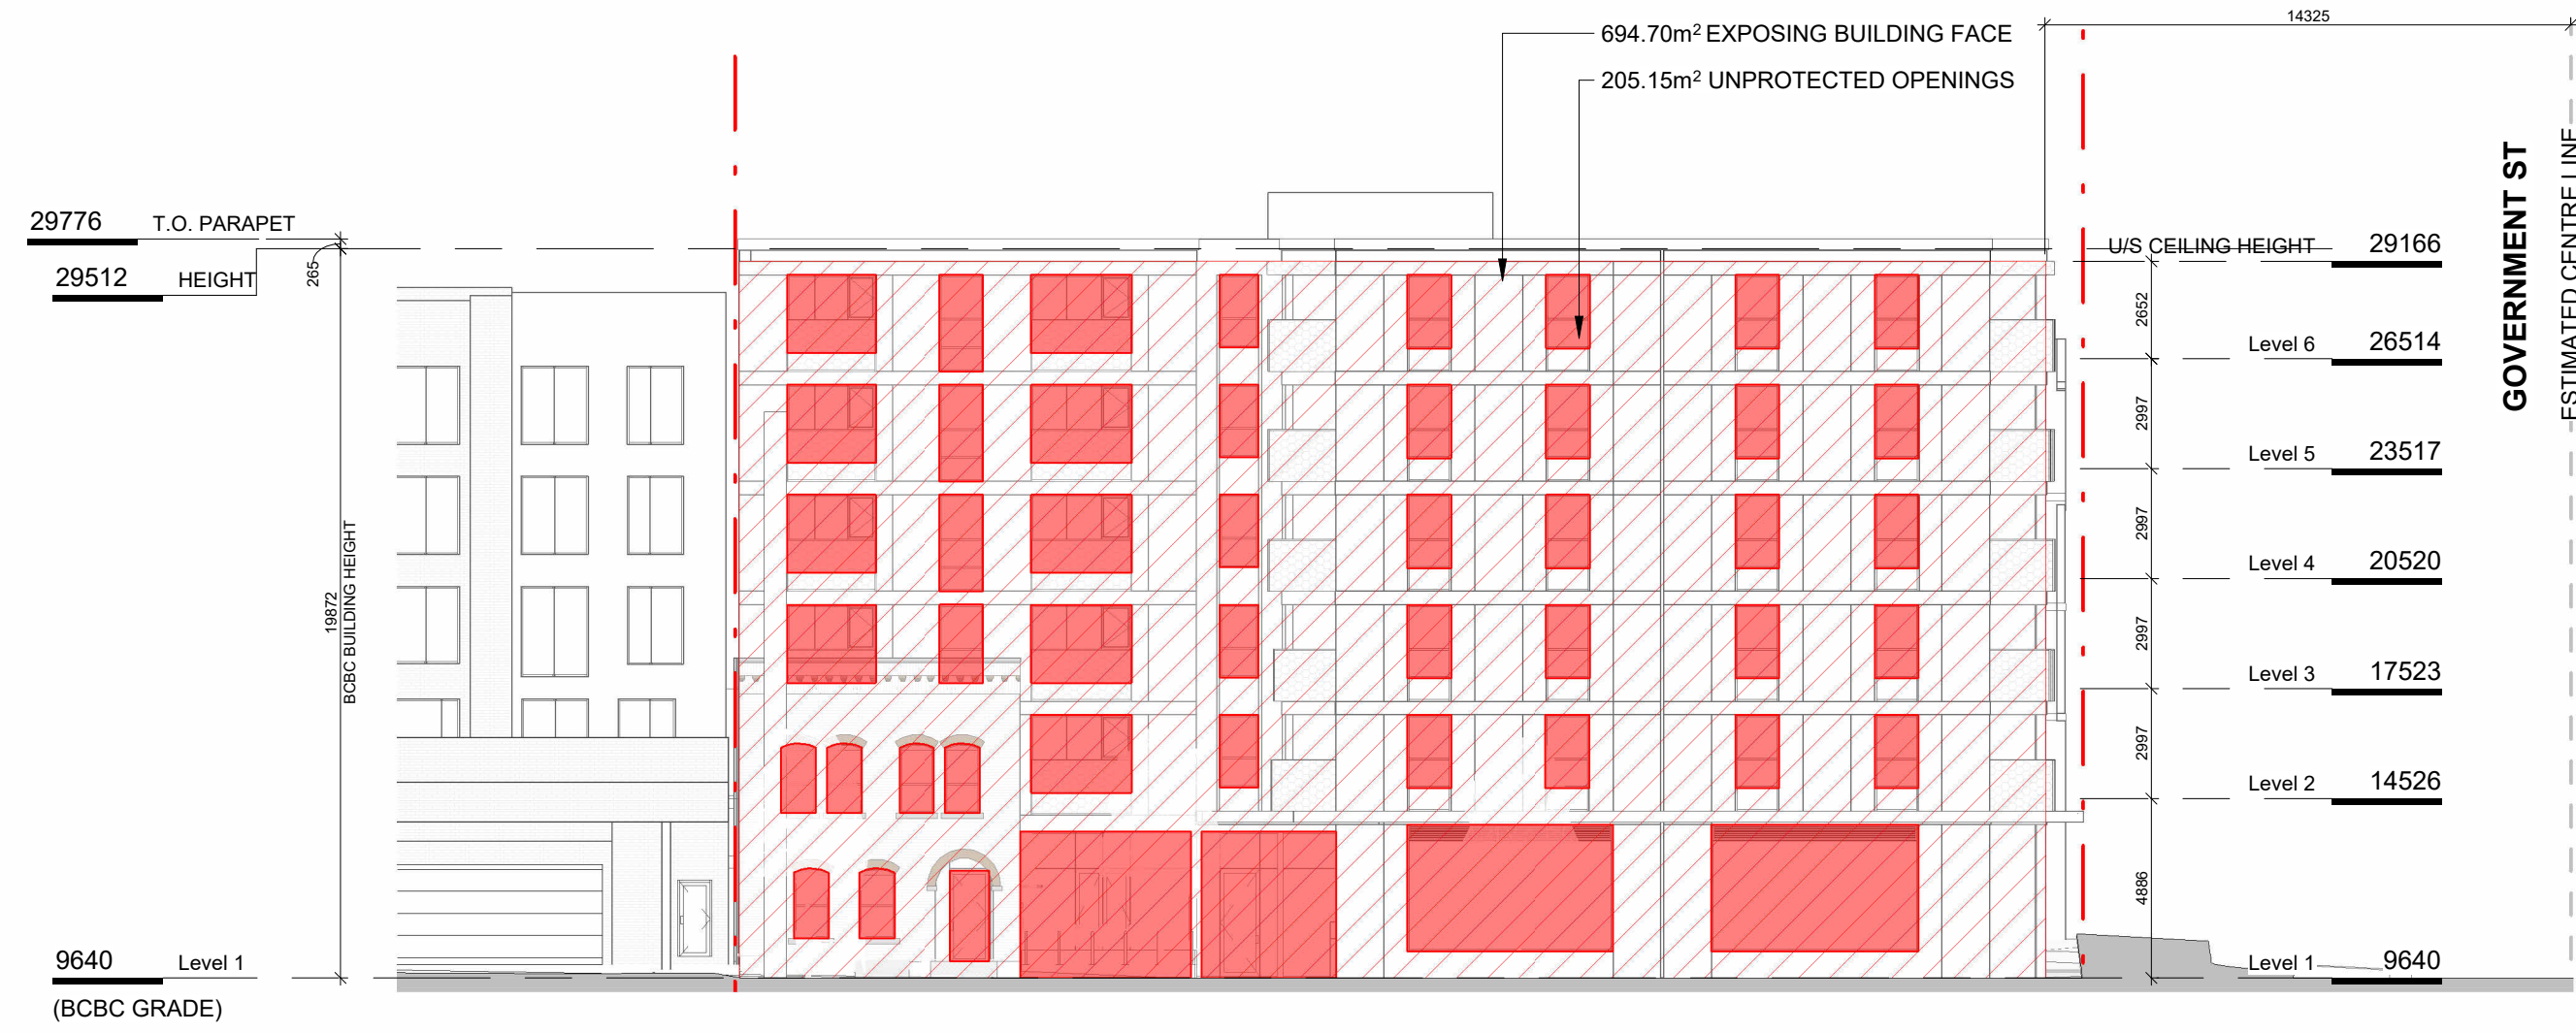 14325
694.70m² EXPOSING BUILDING FACE
205.15m² UNPROTECTED OPENINGS
GOVERNMENT ST
ESTIMATED CENTRE LINE
29776 T.O. PARAPET
29512 HEIGHT
265
19872
BCBC BUILDING HEIGHT
9640 Level 1
(BCBC GRADE)
U/S CEILING HEIGHT 29166
2652
Level 6 26514
2997
Level 5 23517
2997
Level 4 20520
2997
Level 3 17523
2997
Level 2 14526
4886
Level 1 9640